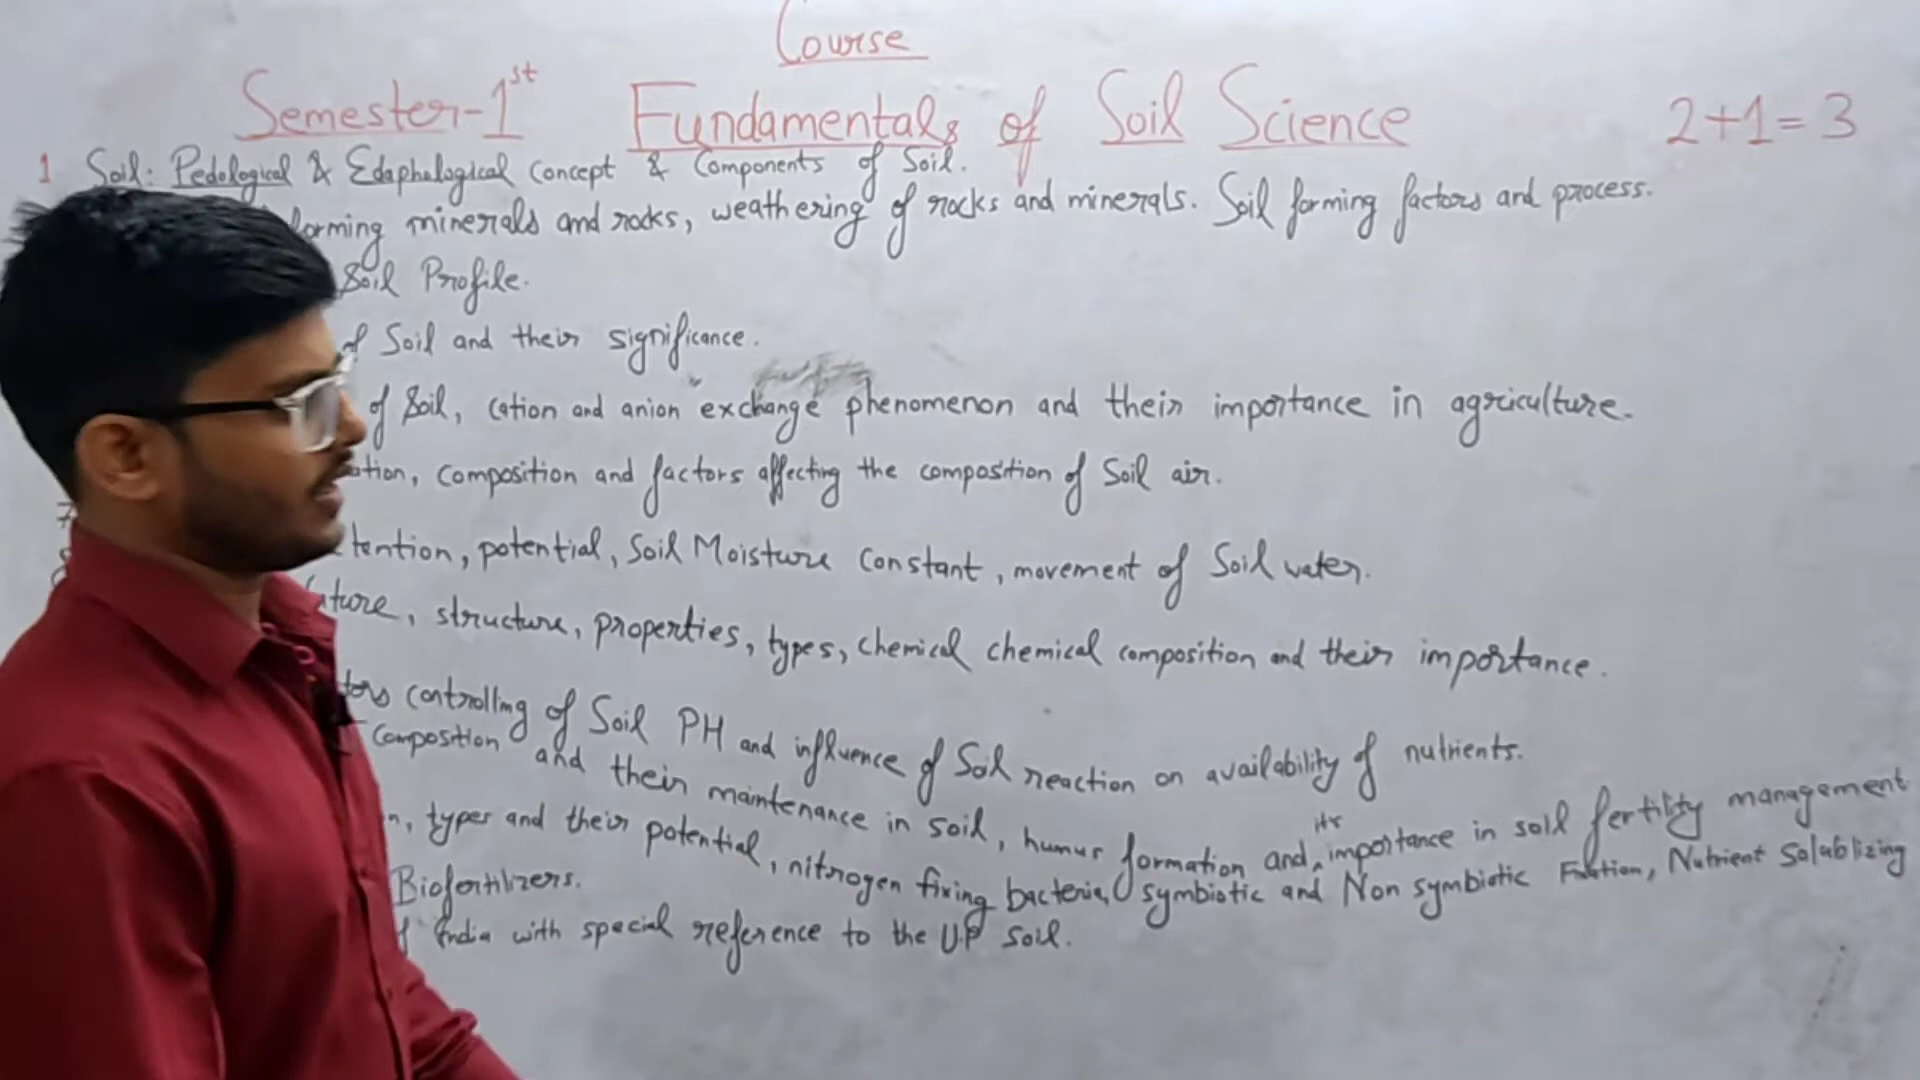 Course
Semester-1st Fundamentals of Soil Science 2+1=3
1 Soil: Pedological & Edaphological concept & Components of Soil.
forming minerals and rocks, weathering of rocks and minerals. Soil forming factors and process.
Soil Profile.
of Soil and their significance.
of Soil, Cation and anion exchange phenomenon and their importance in agriculture.
ation, composition and factors affecting the composition of Soil air.
7
tention, potential, Soil Moisture Constant, movement of Soil water.
ature, structure, properties, types, chemical chemical composition and their importance.
tors controlling of Soil PH and influence of Soil reaction on availability of nutrients.
Composition and their maintenance in soil, humus formation and its importance in soil fertility management
n, types and their potential, nitrogen fixing bacteria, symbiotic and Non symbiotic Nutrient Solublizing
Biofertilizers.
f India with special reference to the U.P soil.